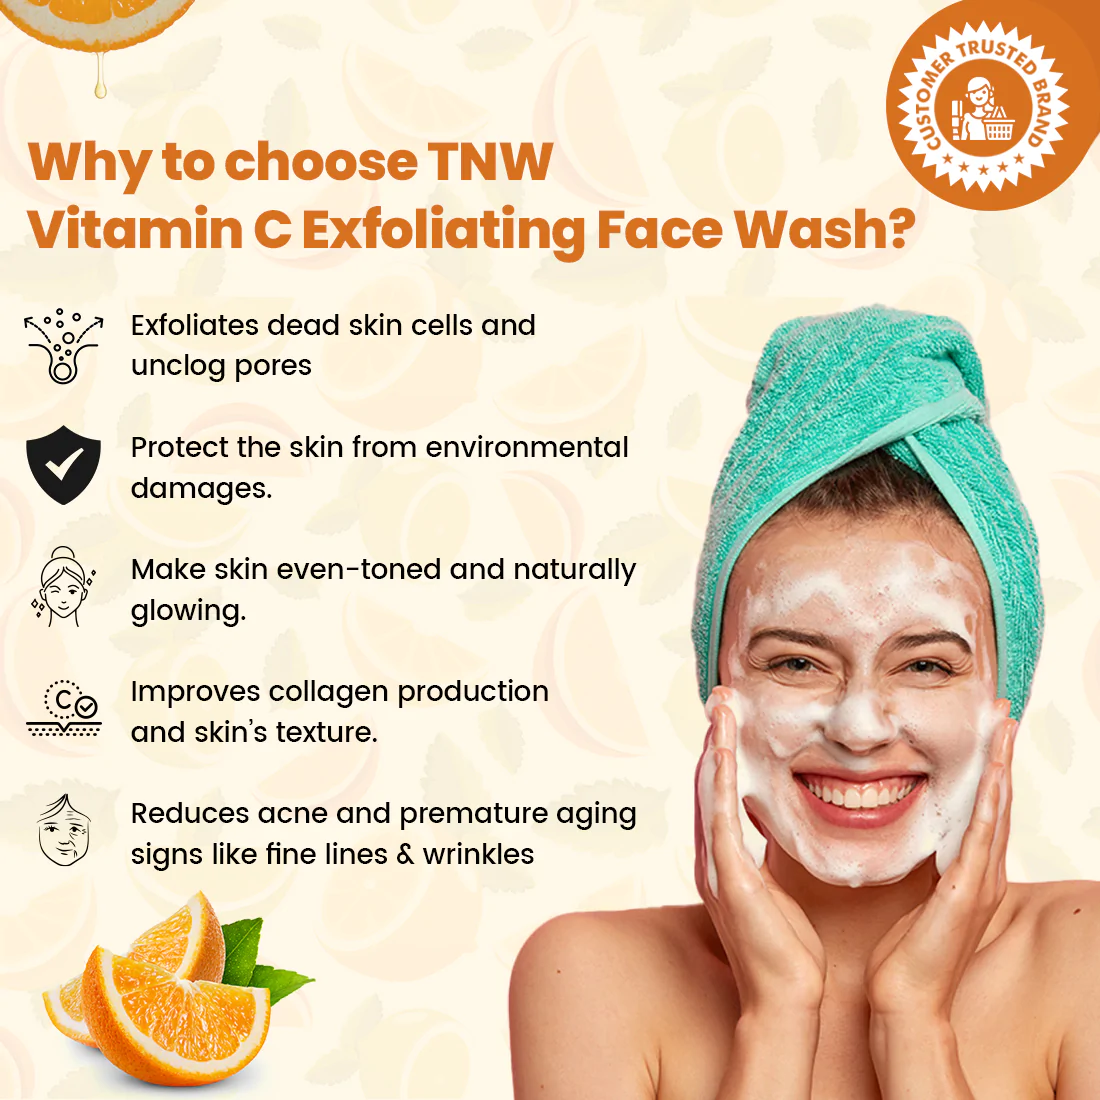 CUSTOMER TRUSTED BRAND
Why to choose TNW
Vitamin C Exfoliating Face Wash?
Exfoliates dead skin cells and
unclog pores
Protect the skin from environmental
damages.
Make skin even-toned and naturally
glowing.
C
Improves collagen production
and skin's texture.
Reduces acne and premature aging
signs like fine lines & wrinkles